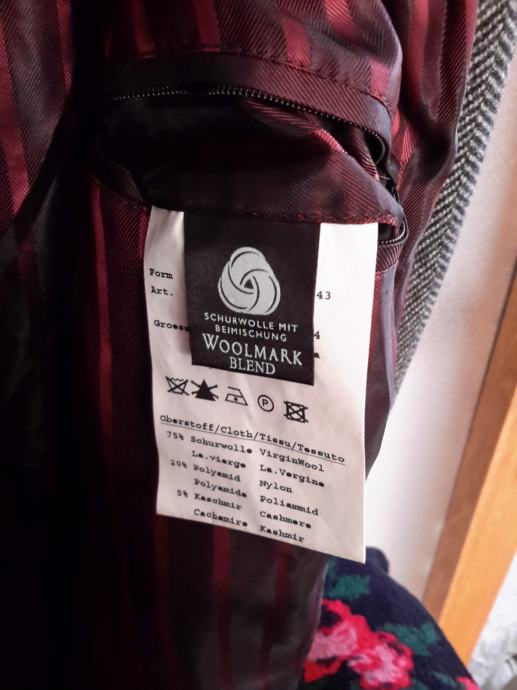 Form
Art. 43
Groess 4
SCHURWOLLE MIT
BEIMISCHUNG
WOOLMARK
BLEND
P
Oberstoff/Cloth/Tissu/Tessuto
75% Schurwolle VirginWool
La.vierge La.Vergine
20% Polyamid Nylon
Polyamide Poliammid
5% Kaschmir Cashmere
Cachemire Kashmir